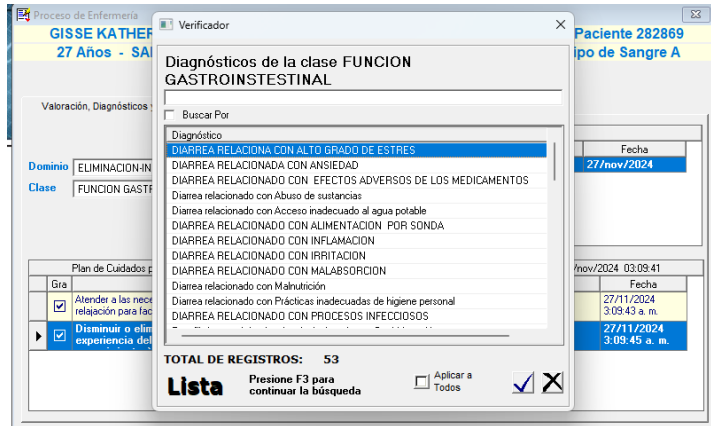 Proceso de Enfermería
GISSE KATHER
Paciente 282869
27 Años - SA
ipo de Sangre A
Valoración, Diagnósticos y
Dominio ELIMINACION-IN
Clase FUNCION GASTR
Fecha
27/nov/2024
Plan de Cuidados p
/nov/2024 03:09:41
Gra
Fecha
Atender a las nece
relajación para fac
27/11/2024
3:09:43 a. m.
Disminuir o elim
experiencia del
27/11/2024
3:09:45 a. m.
Verificador
Diagnósticos de la clase FUNCION
GASTROINSTESTINAL
Buscar Por
Diagnóstico
DIARREA RELACIONA CON ALTO GRADO DE ESTRES
DIARREA RELACIONADA CON ANSIEDAD
DIARREA RELACIONADO CON EFECTOS ADVERSOS DE LOS MEDICAMENTOS
Diarrea relacionado con Abuso de sustancias
Diarrea relacionado con Acceso inadecuado al agua potable
DIARREA RELACIONADO CON ALIMENTACION POR SONDA
DIARREA RELACIONADO CON INFLAMACION
DIARREA RELACIONADO CON IRRITACION
DIARREA RELACIONADO CON MALABSORCION
Diarrea relacionado con Malnutrición
Diarrea relacionado con Prácticas inadecuadas de higiene personal
DIARREA RELACIONADO CON PROCESOS INFECCIOSOS
TOTAL DE REGISTROS: 53
Lista
Presione F3 para
continuar la búsqueda
Aplicar a
Todos